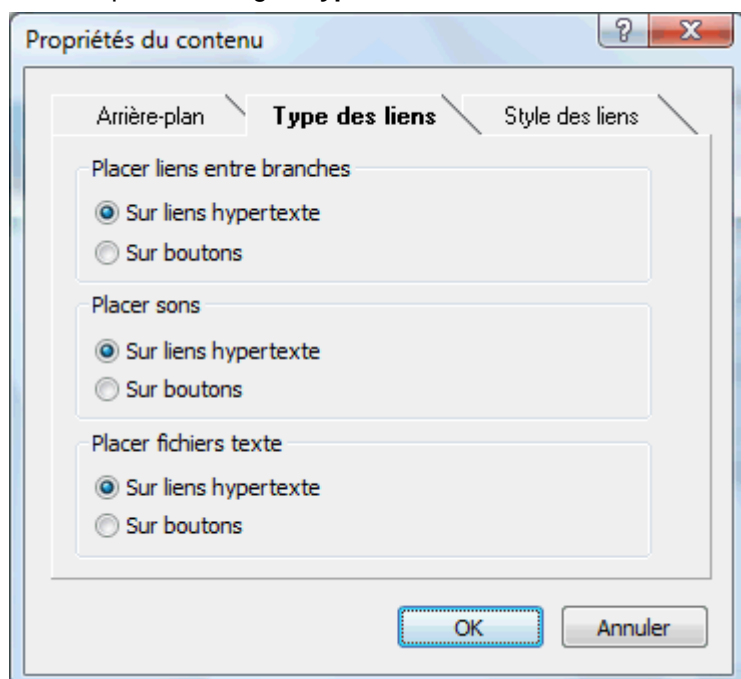 Propriétés du contenu
Arrière-plan Type des liens Style des liens
Placer liens entre branches
Sur liens hypertexte
Sur boutons
Placer sons
Sur liens hypertexte
Sur boutons
Placer fichiers texte
Sur liens hypertexte
Sur boutons
OK Annuler